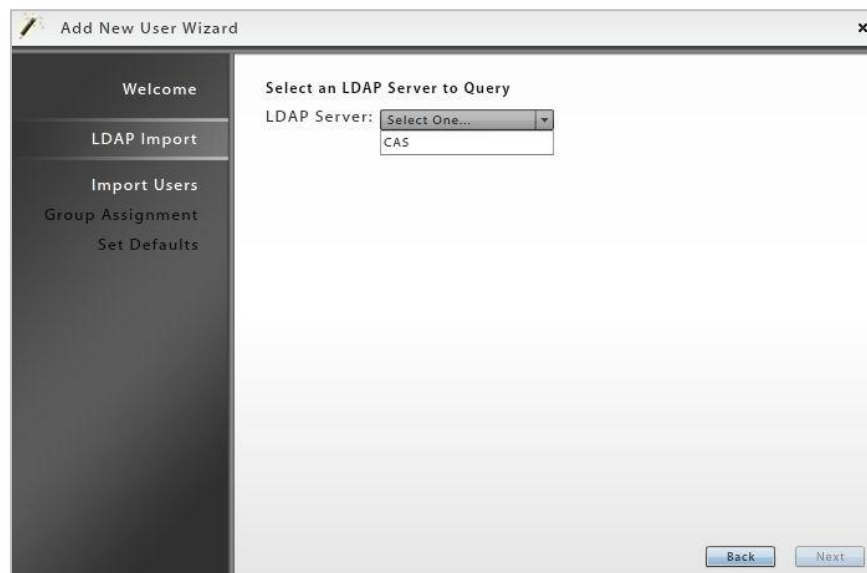 Add New User Wizard
Welcome
LDAP Import
Import Users
Group Assignment
Set Defaults
Select an LDAP Server to Query
LDAP Server: Select One...
CAS
Back Next